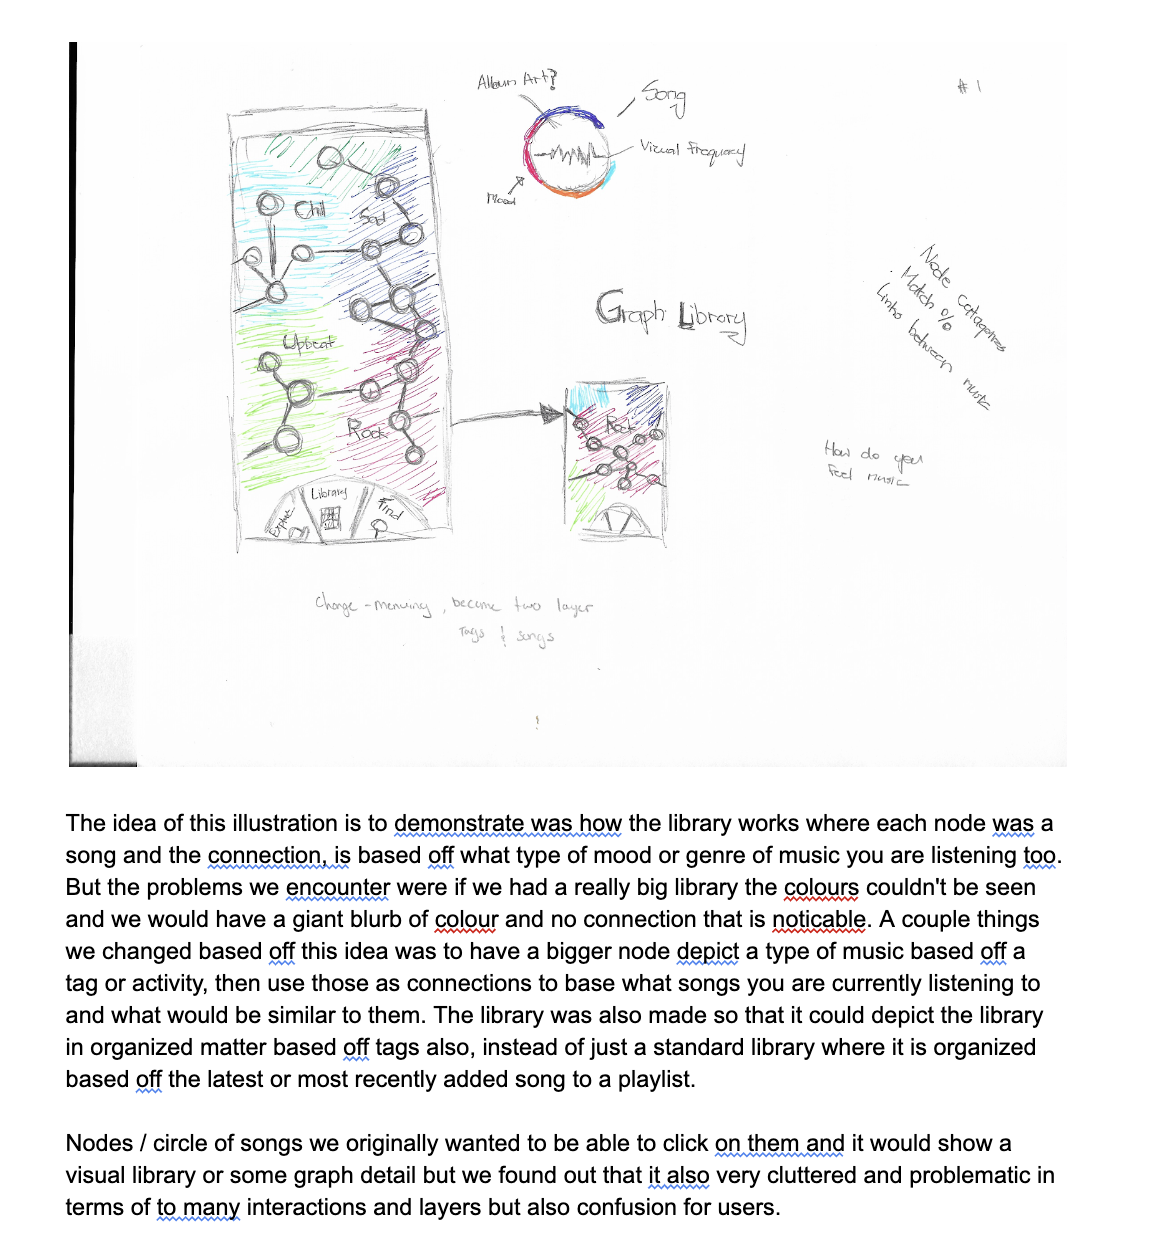 # 1
Album Art?
Song
Visual Frequency
Mood
Chill
Sad
Upbeat
Rock
Explore
Library
Find
Graph Library
Rock
Node Catagories
Match %
Links between music
How do you
feel music
Change - menuing, become two layer
Tags & songs
The idea of this illustration is to demonstrate was how the library works where each node was a
song and the connection, is based off what type of mood or genre of music you are listening too.
But the problems we encounter were if we had a really big library the colours couldn't be seen
and we would have a giant blurb of colour and no connection that is noticable. A couple things
we changed based off this idea was to have a bigger node depict a type of music based off a
tag or activity, then use those as connections to base what songs you are currently listening to
and what would be similar to them. The library was also made so that it could depict the library
in organized matter based off tags also, instead of just a standard library where it is organized
based off the latest or most recently added song to a playlist.
Nodes / circle of songs we originally wanted to be able to click on them and it would show a
visual library or some graph detail but we found out that it also very cluttered and problematic in
terms of to many interactions and layers but also confusion for users.